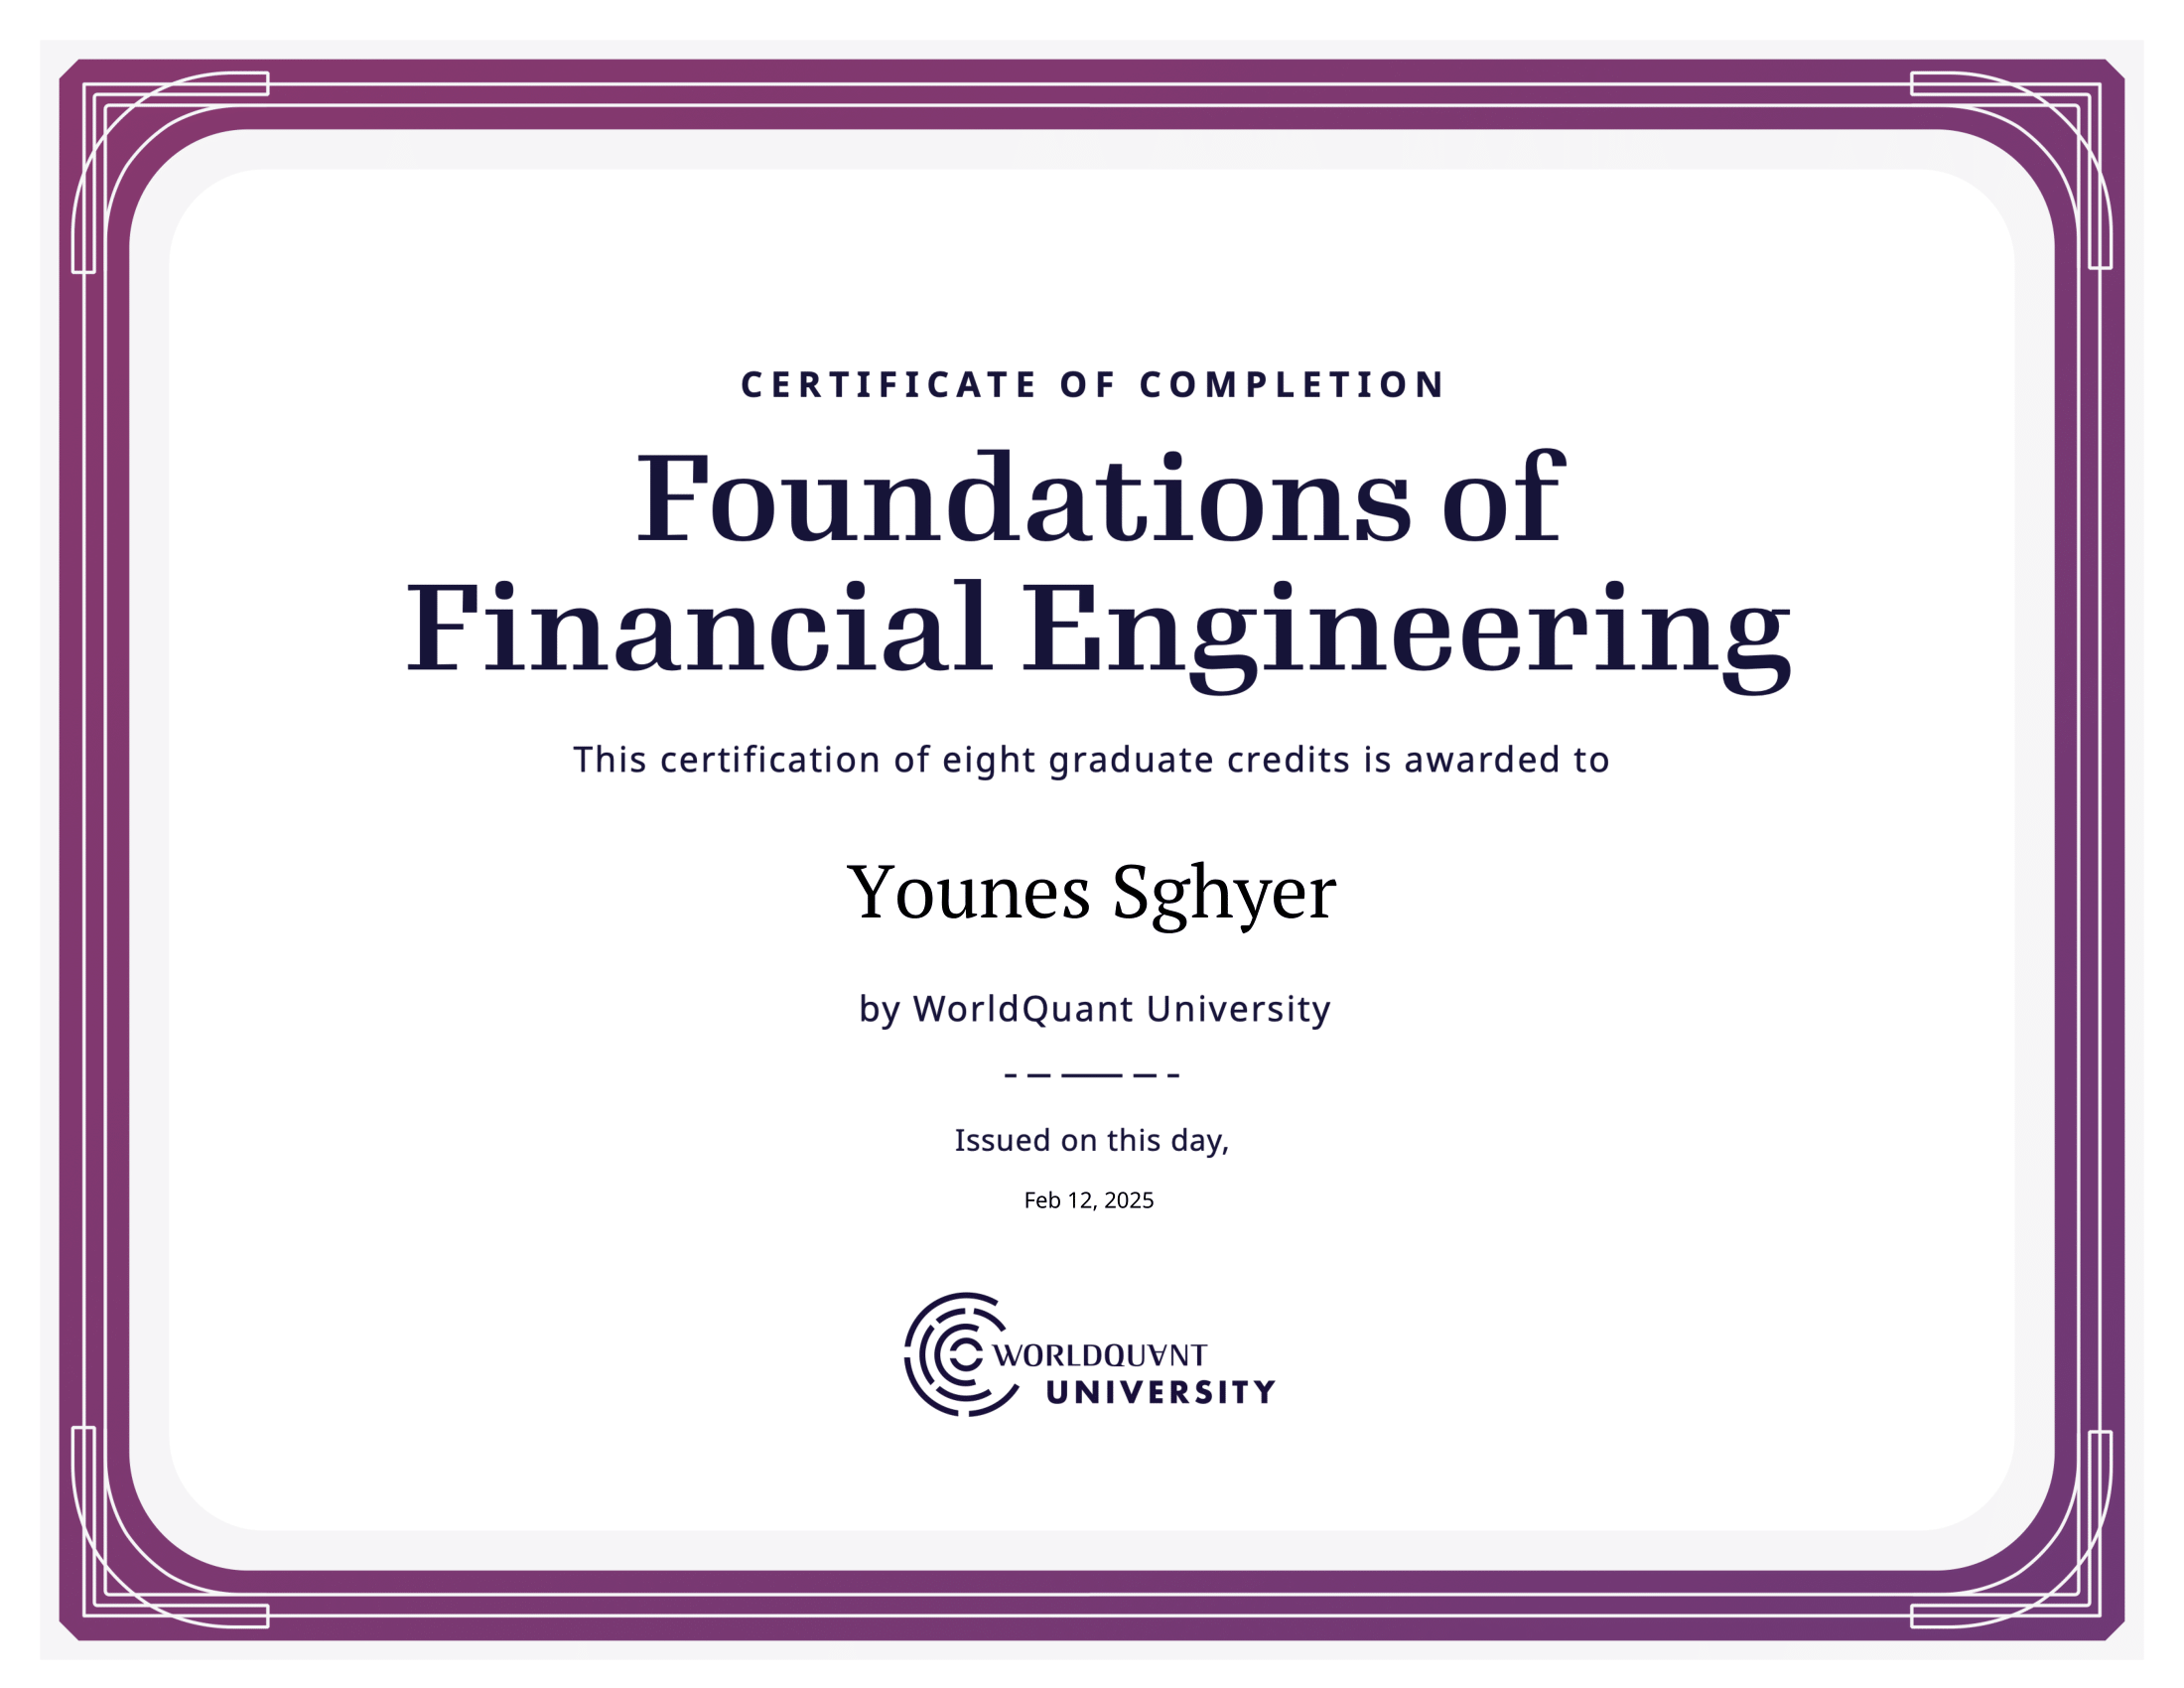 CERTIFICATE OF COMPLETION
Foundations of
Financial Engineering
This certification of eight graduate credits is awarded to
Younes Sghyer
by WorldQuant University
Issued on this day,
Feb 12, 2025
WORLDQUANT
UNIVERSITY